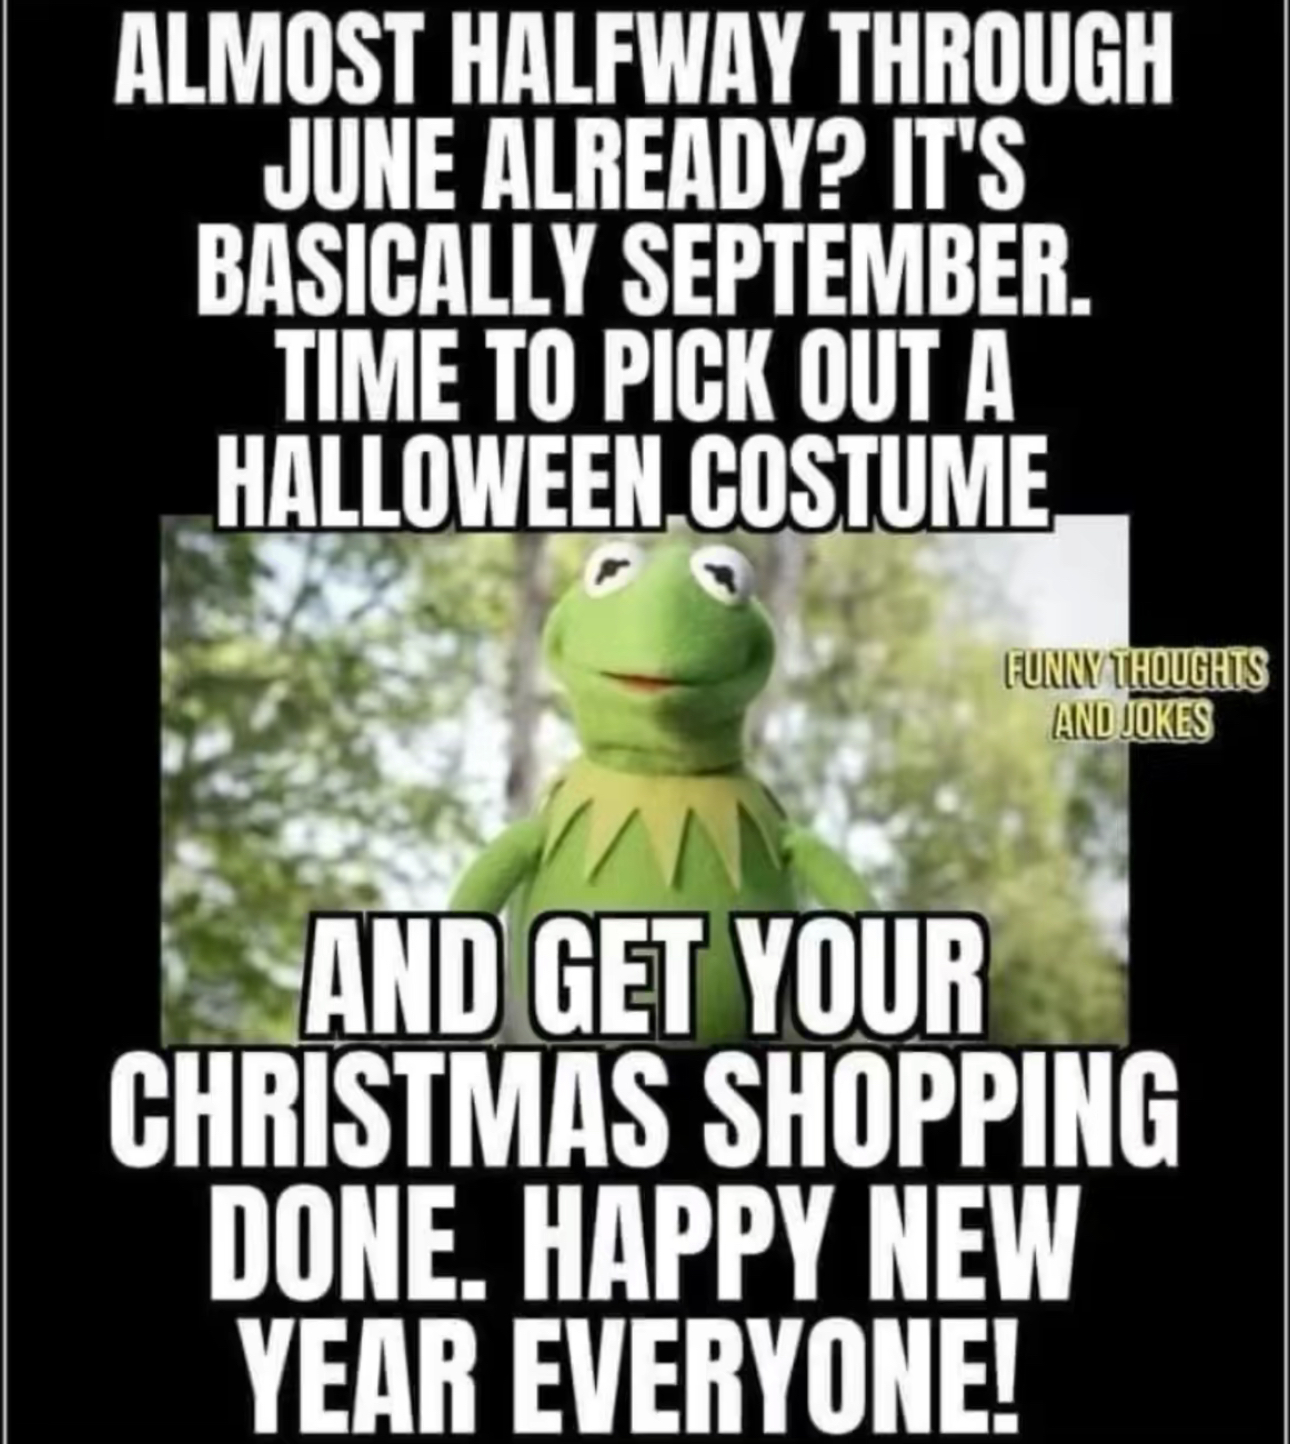 ALMOST HALFWAY THROUGH
JUNE ALREADY? IT'S
BASICALLY SEPTEMBER.
TIME TO PICK OUT A
HALLOWEEN COSTUME
FUNNY THOUGHTS
AND JOKES
AND GET YOUR
CHRISTMAS SHOPPING
DONE. HAPPY NEW
YEAR EVERYONE!